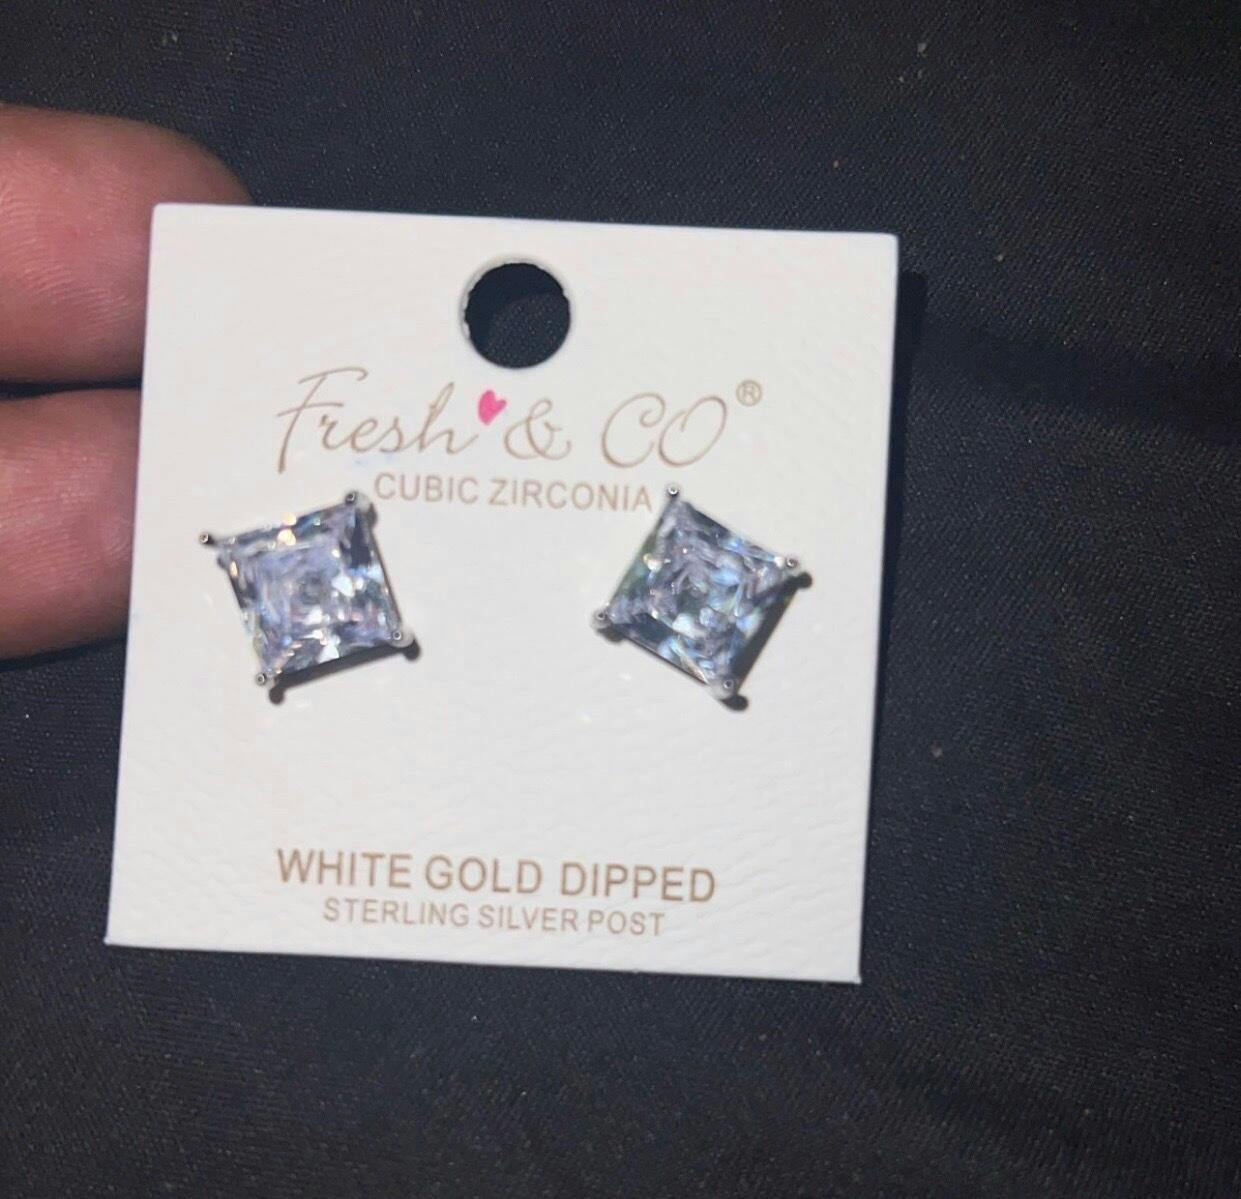 Fresh & CO®
CUBIC ZIRCONIA
WHITE GOLD DIPPED
STERLING SILVER POST